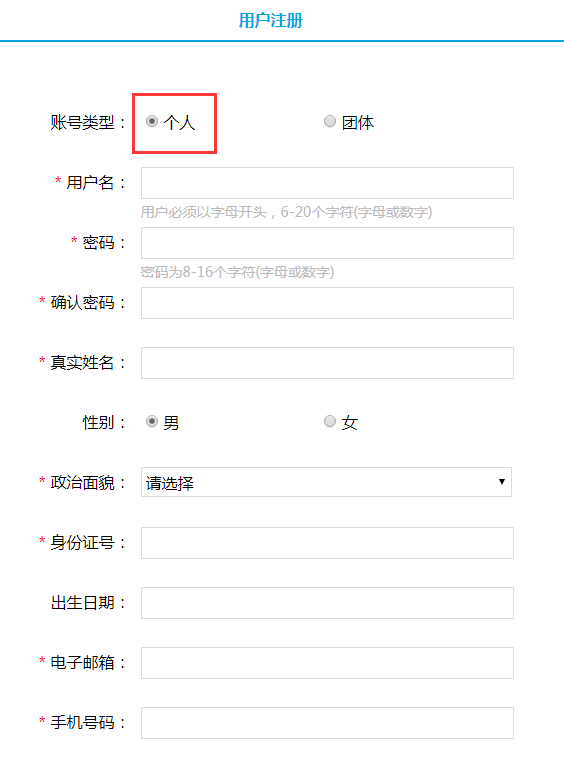 用户注册
账号类型： 个人 团体
* 用户名：
用户必须以字母开头，6-20个字符(字母或数字)
* 密码：
密码为8-16个字符(字母或数字)
* 确认密码：
* 真实姓名：
性别： 男 女
* 政治面貌： 请选择
* 身份证号：
出生日期：
* 电子邮箱：
* 手机号码：